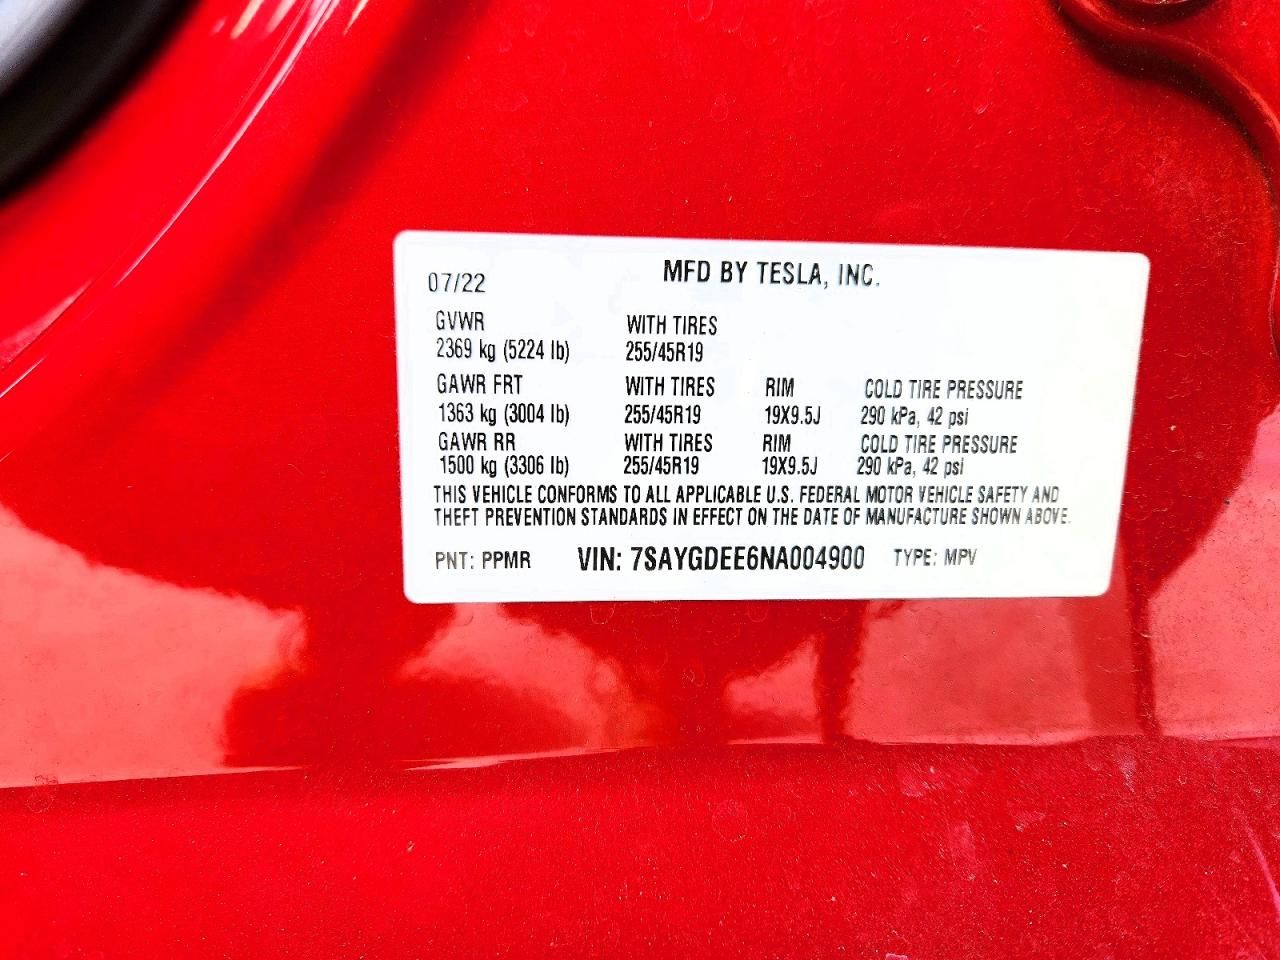 MFD BY TESLA, INC.
07/22
GVWR WITH TIRES
2369 kg (5224 lb) 255/45R19
GAWR FRT WITH TIRES RIM COLD TIRE PRESSURE
1363 kg (3004 lb) 255/45R19 19X9.5J 290 kPa, 42 psi
GAWR RR WITH TIRES RIM COLD TIRE PRESSURE
1500 kg (3306 lb) 255/45R19 19X9.5J 290 kPa, 42 psi
THIS VEHICLE CONFORMS TO ALL APPLICABLE U.S. FEDERAL MOTOR VEHICLE SAFETY AND
THEFT PREVENTION STANDARDS IN EFFECT ON THE DATE OF MANUFACTURE SHOWN ABOVE.
PNT: PPMR VIN: 7SAYGDEE6NA004900 TYPE: MPV